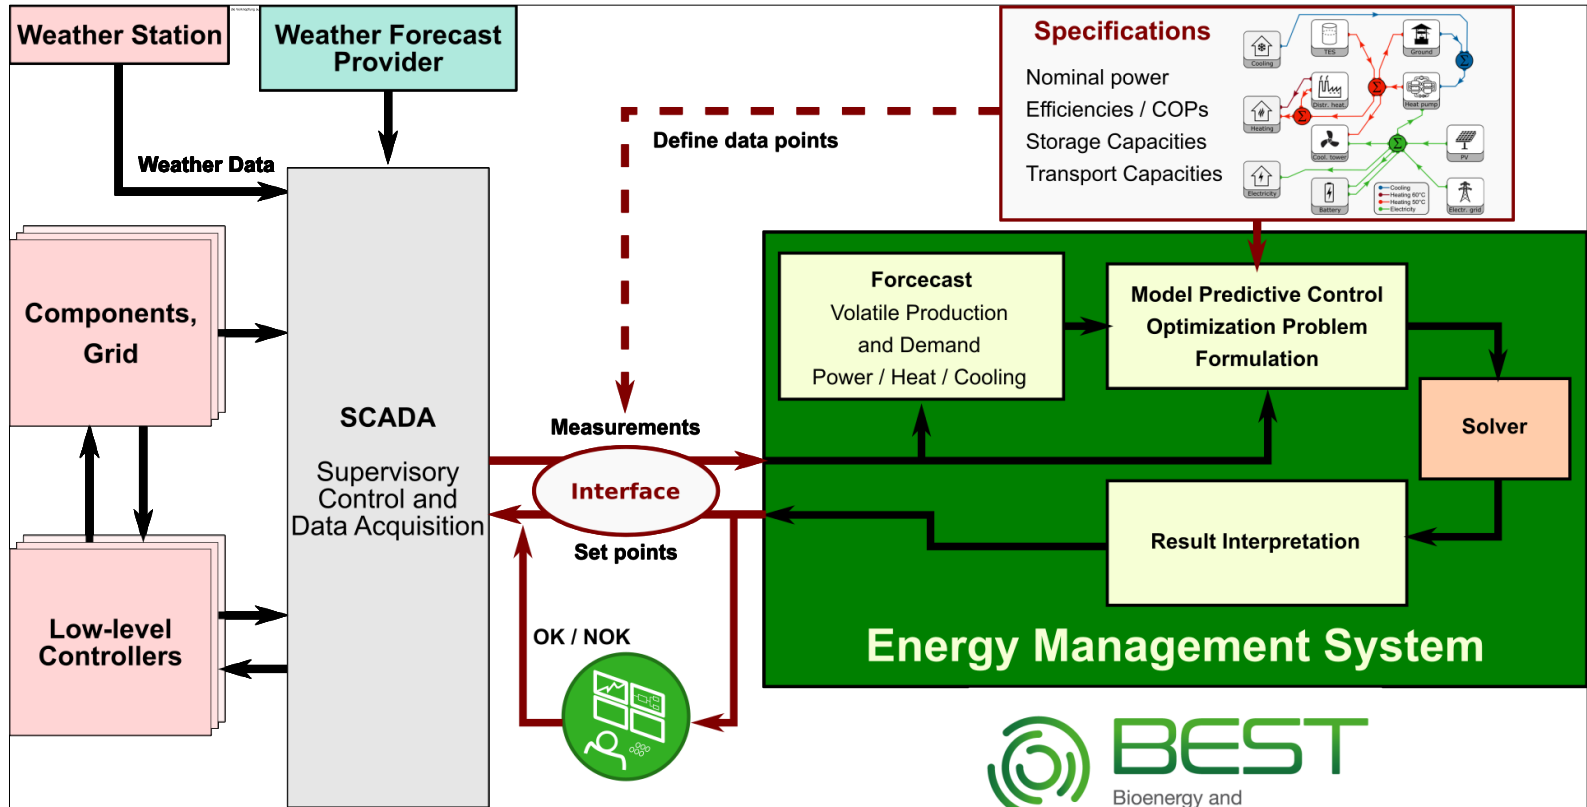 Weather Station
Weather Forecast
Provider
Weather Data
Components,
Grid
Low-level
Controllers
SCADA
Supervisory
Control and
Data Acquisition
Define data points
Measurements
Interface
Set points
OK / NOK
Specifications
Nominal power
Efficiencies / COPs
Storage Capacities
Transport Capacities
Cooling
TES
Ground
Distr. heat.
Heat pump
Heating
Cool. tower
PV
Electricity
Battery
Electr. grid
Cooling
Heating 60°C
Heating 50°C
Electricity
Σ
Σ
Σ
Σ
Forcecast
Volatile Production
and Demand
Power / Heat / Cooling
Model Predictive Control
Optimization Problem
Formulation
Solver
Result Interpretation
Energy Management System
BEST
Bioenergy and